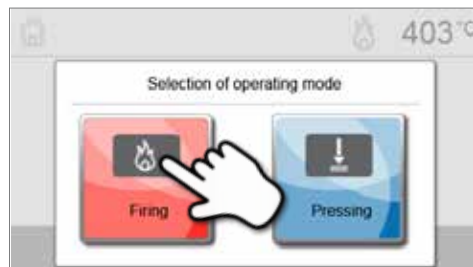 403 °C
Selection of operating mode
Firing
Pressing